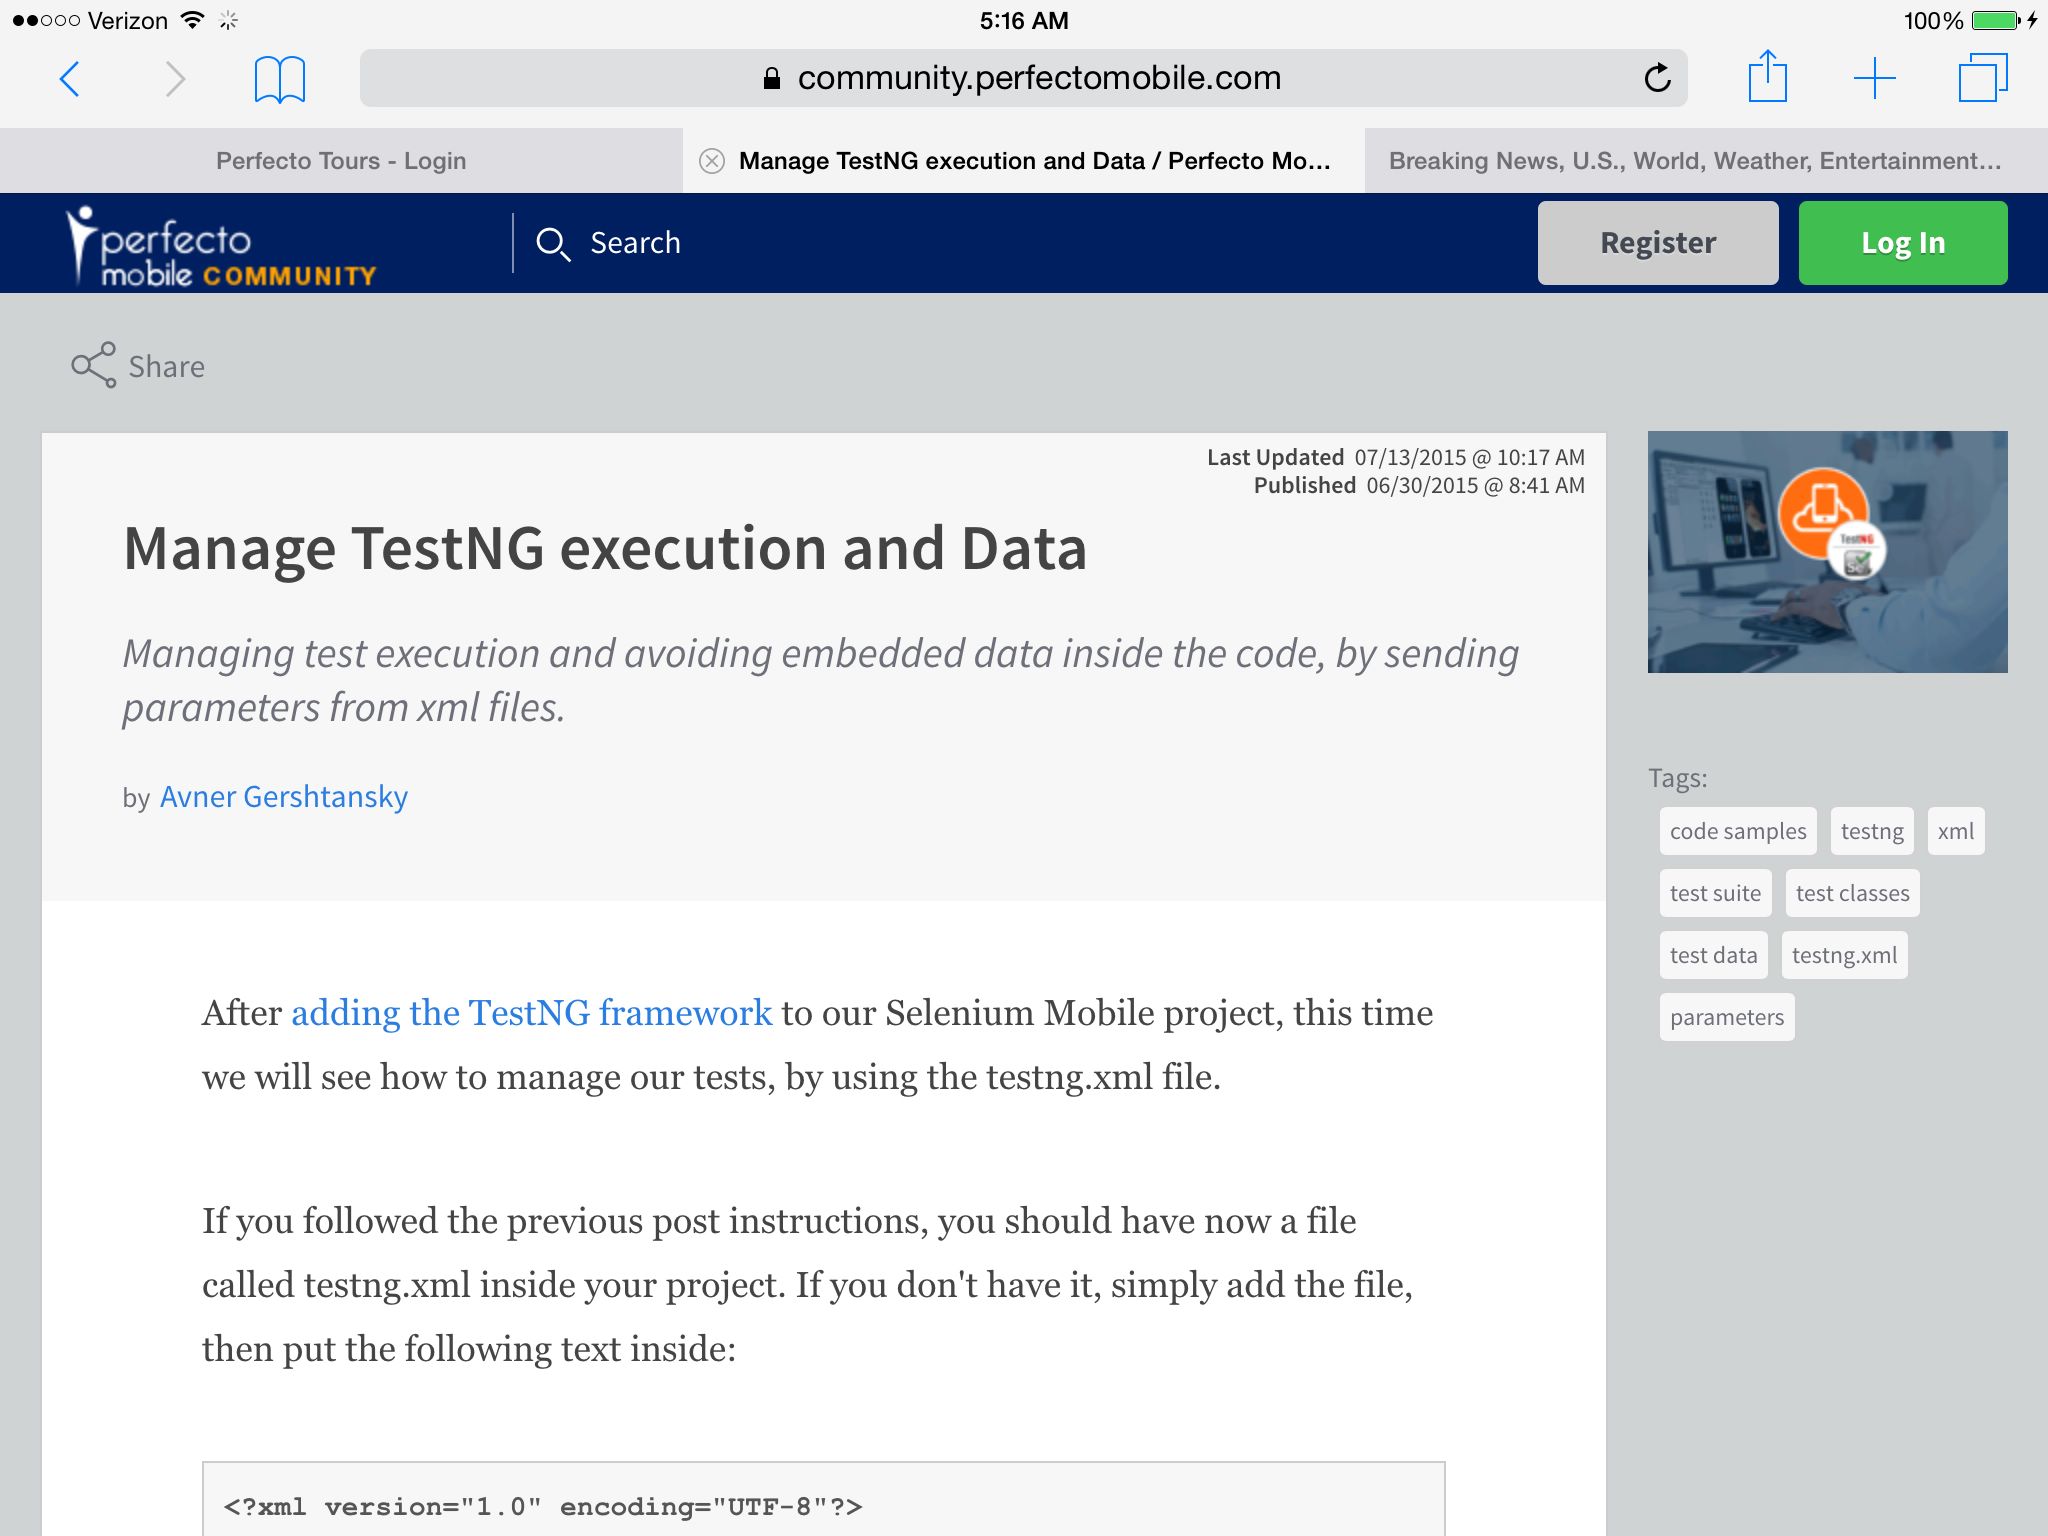 Verizon
5:16 AM
100%
community.perfectomobile.com
Perfecto Tours - Login
Manage TestNG execution and Data / Perfecto Mo...
Breaking News, U.S., World, Weather, Entertainment...
perfecto
mobile COMMUNITY
Search
Register
Log In
Share
Last Updated 07/13/2015 @ 10:17 AM
Published 06/30/2015 @ 8:41 AM
Manage TestNG execution and Data
Managing test execution and avoiding embedded data inside the code, by sending
parameters from xml files.
by Avner Gershtansky
After adding the TestNG framework to our Selenium Mobile project, this time
we will see how to manage our tests, by using the testng.xml file.
If you followed the previous post instructions, you should have now a file
called testng.xml inside your project. If you don't have it, simply add the file,
then put the following text inside:
<?xml version="1.0" encoding="UTF-8"?>
TestNG
Se
Tags:
code samples
testng
xml
test suite
test classes
test data
testng.xml
parameters